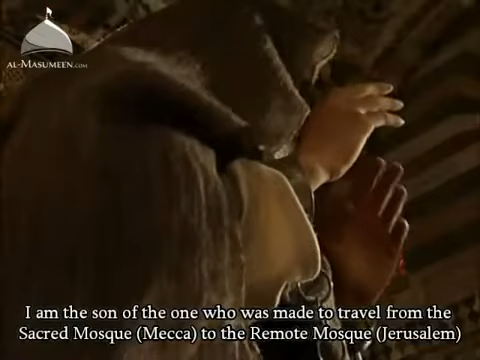 AL-MASUMEEN.COM
I am the son of the one who was made to travel from the
Sacred Mosque (Mecca) to the Remote Mosque (Jerusalem)